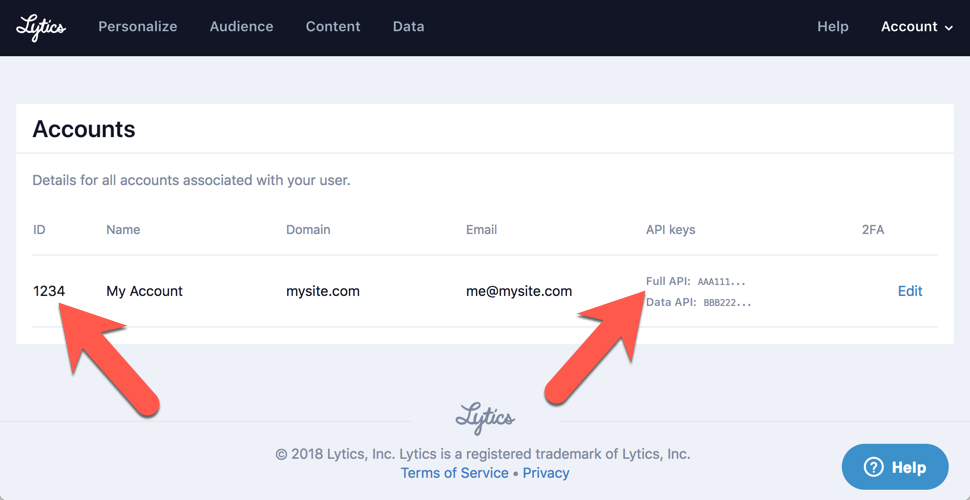 Lytics Personalize Audience Content Data Help Account
Accounts
Details for all accounts associated with your user.
ID Name Domain Email API keys 2FA
1234 My Account mysite.com me@mysite.com Full API: AAA111... Edit
Data API: BBB222...
Lytics
© 2018 Lytics, Inc. Lytics is a registered trademark of Lytics, Inc.
Terms of Service • Privacy
? Help